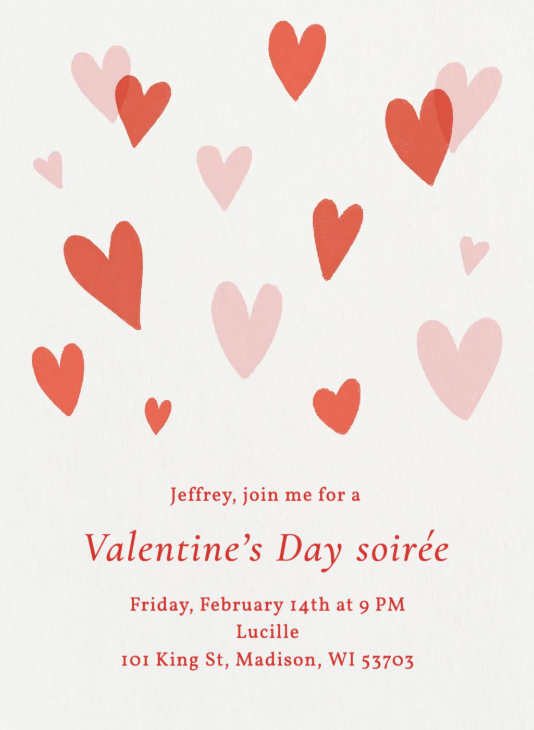 Jeffrey, join me for a
Valentine’s Day soirée
Friday, February 14th at 9 PM
Lucille
101 King St, Madison, WI 53703